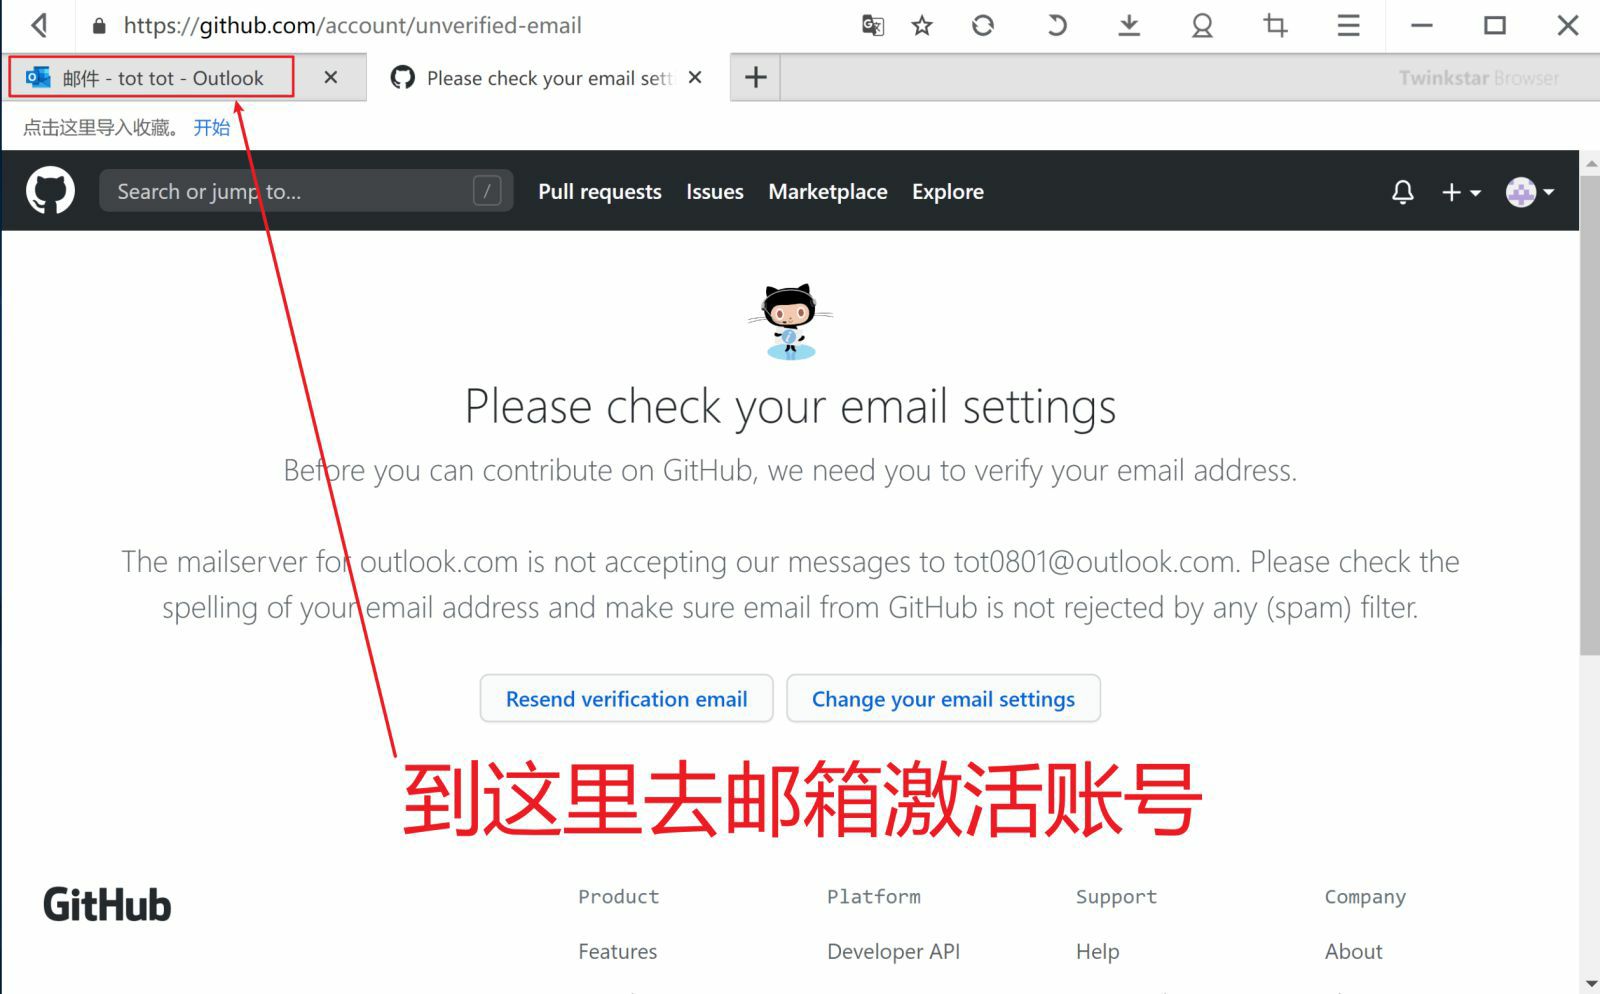 https://github.com/account/unverified-email
邮件 - tot tot - Outlook
Please check your email sett
Twinkstar Browser
点击这里导入收藏。 开始
Search or jump to... /
Pull requests Issues Marketplace Explore
Please check your email settings
Before you can contribute on GitHub, we need you to verify your email address.
The mailserver for outlook.com is not accepting our messages to tot0801@outlook.com. Please check the
spelling of your email address and make sure email from GitHub is not rejected by any (spam) filter.
Resend verification email Change your email settings
到这里去邮箱激活账号
GitHub
Product Platform Support Company
Features Developer API Help About